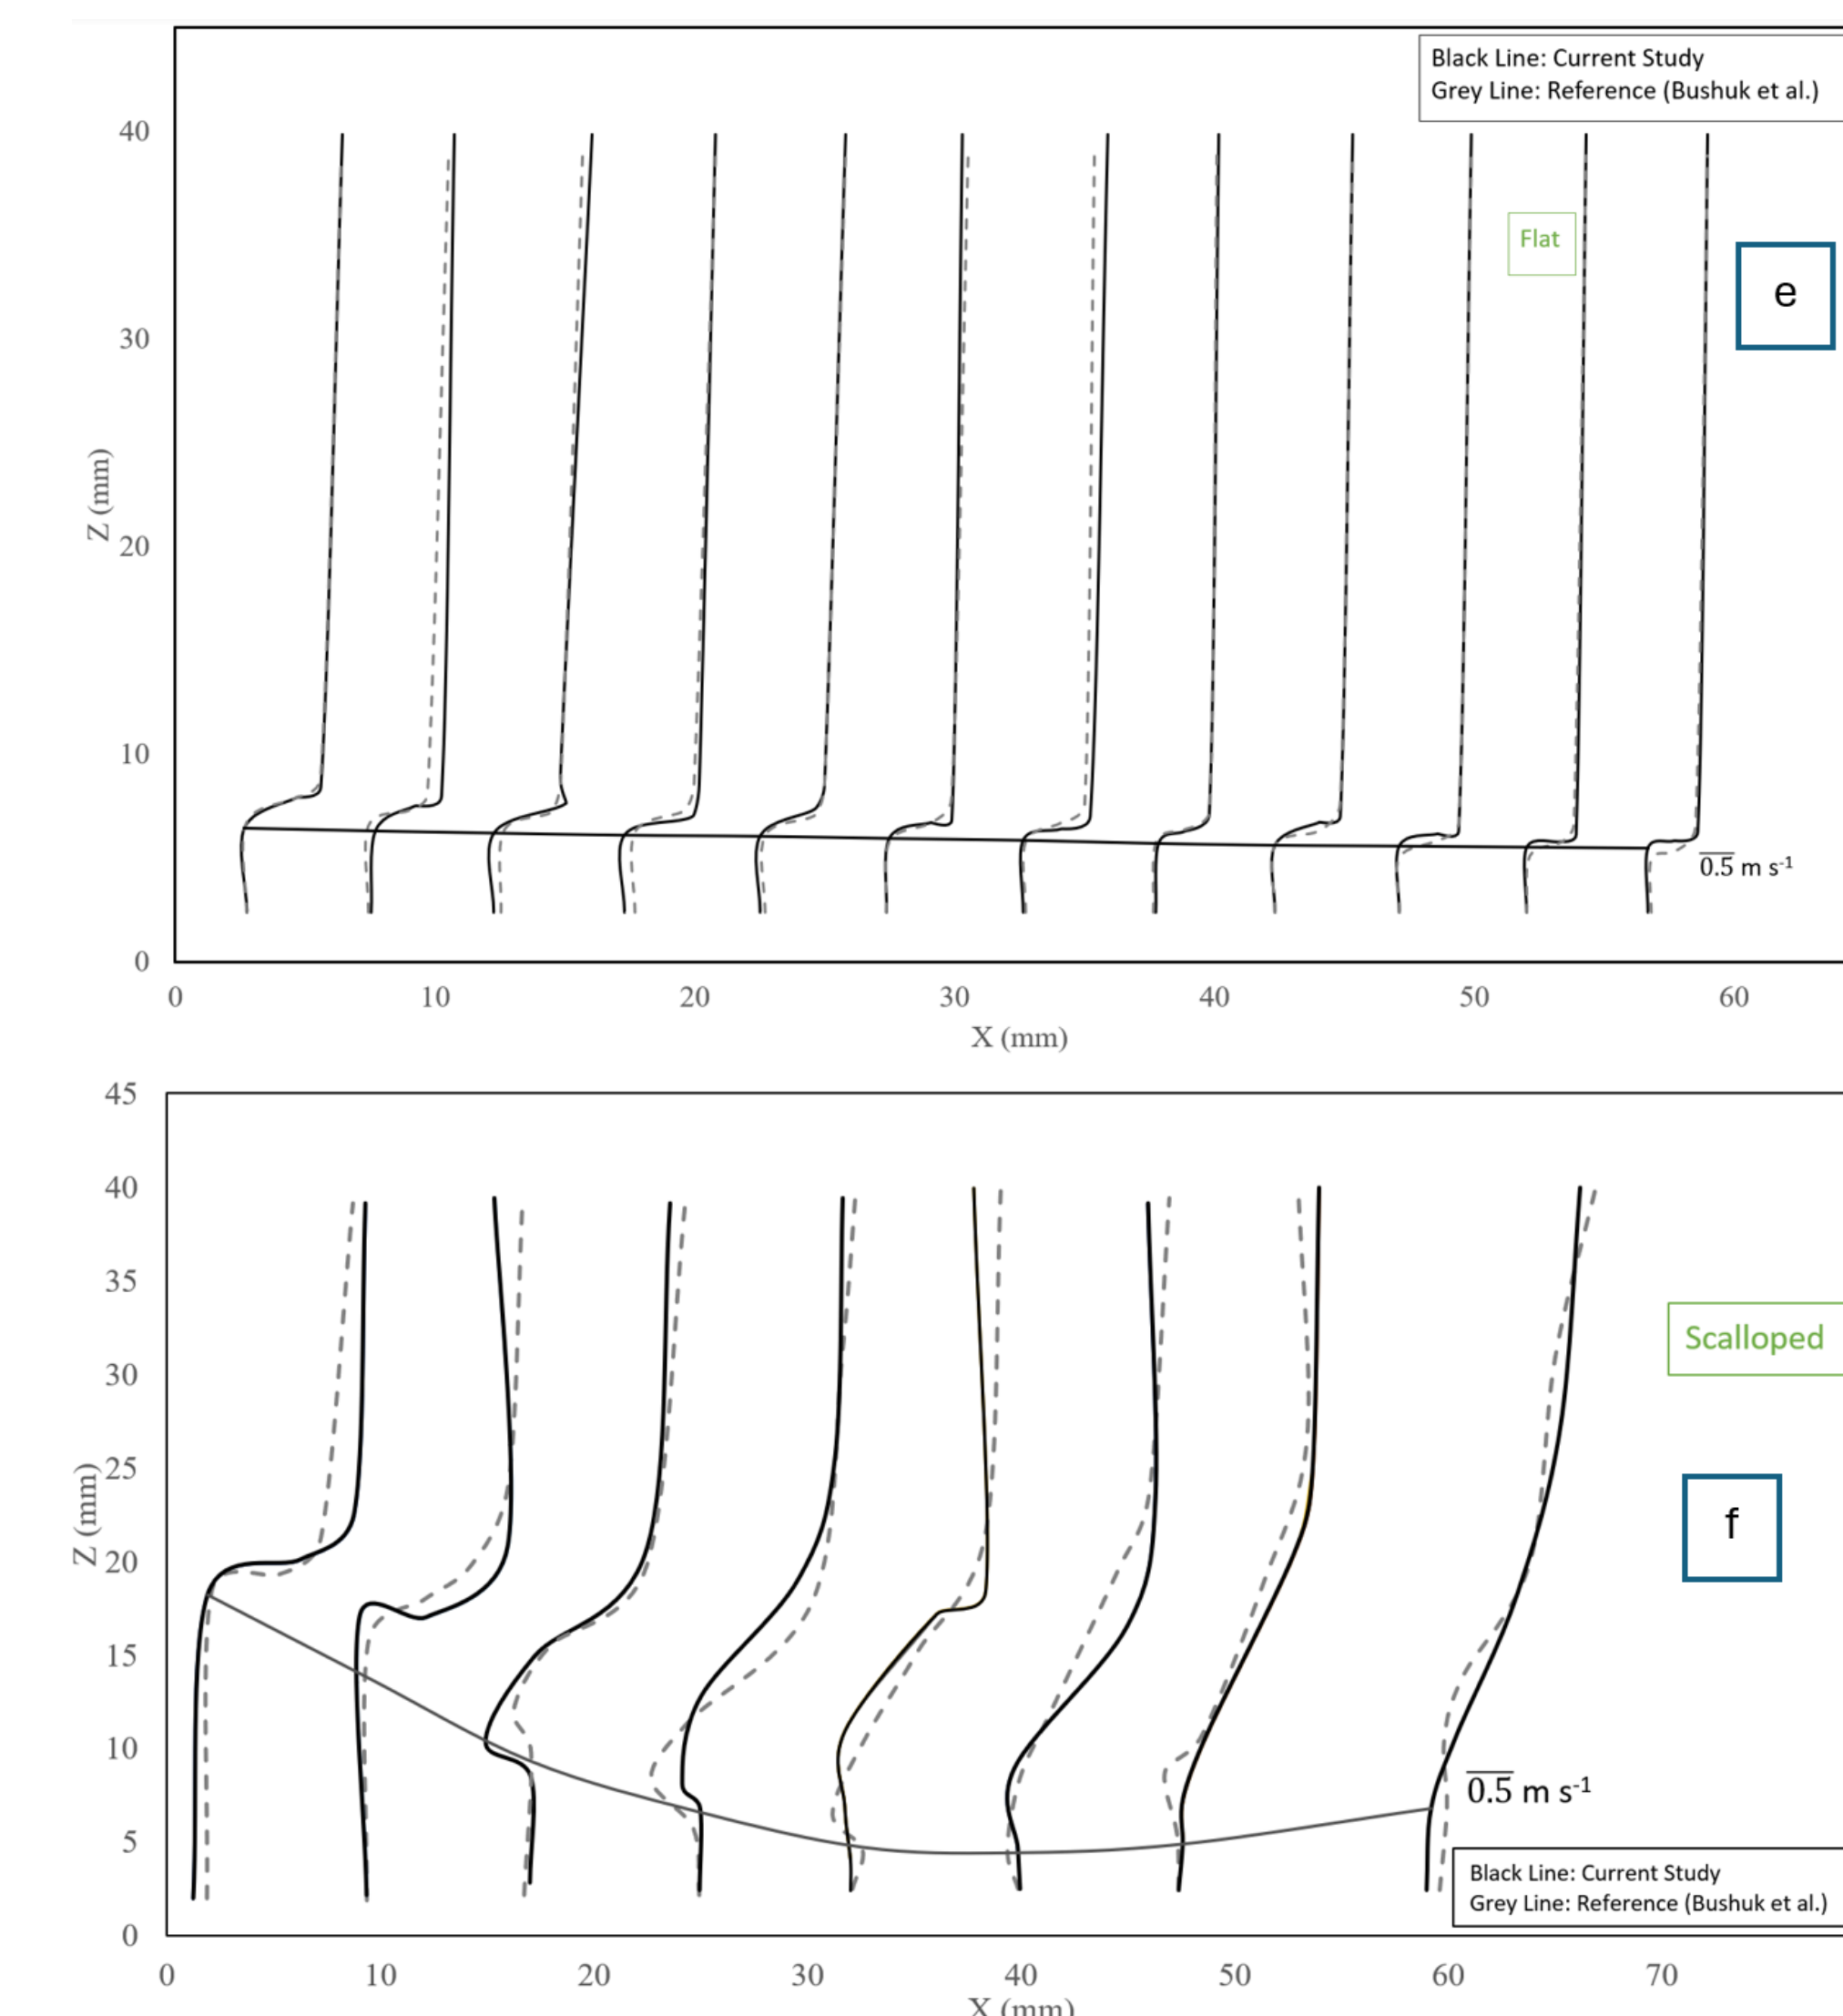 Black Line: Current Study
Grey Line: Reference (Bushuk et al.)
40
Flat
e
30
Z (mm)
20
10
0.5 m s-1
0
0 10 20 30 40 50 60
X (mm)
45
40
35
Scalloped
30
25
f
Z (mm)
20
15
10
0.5 m s-1
5
Black Line: Current Study
Grey Line: Reference (Bushuk et al.)
0
0 10 20 30 40 50 60 70
X (mm)